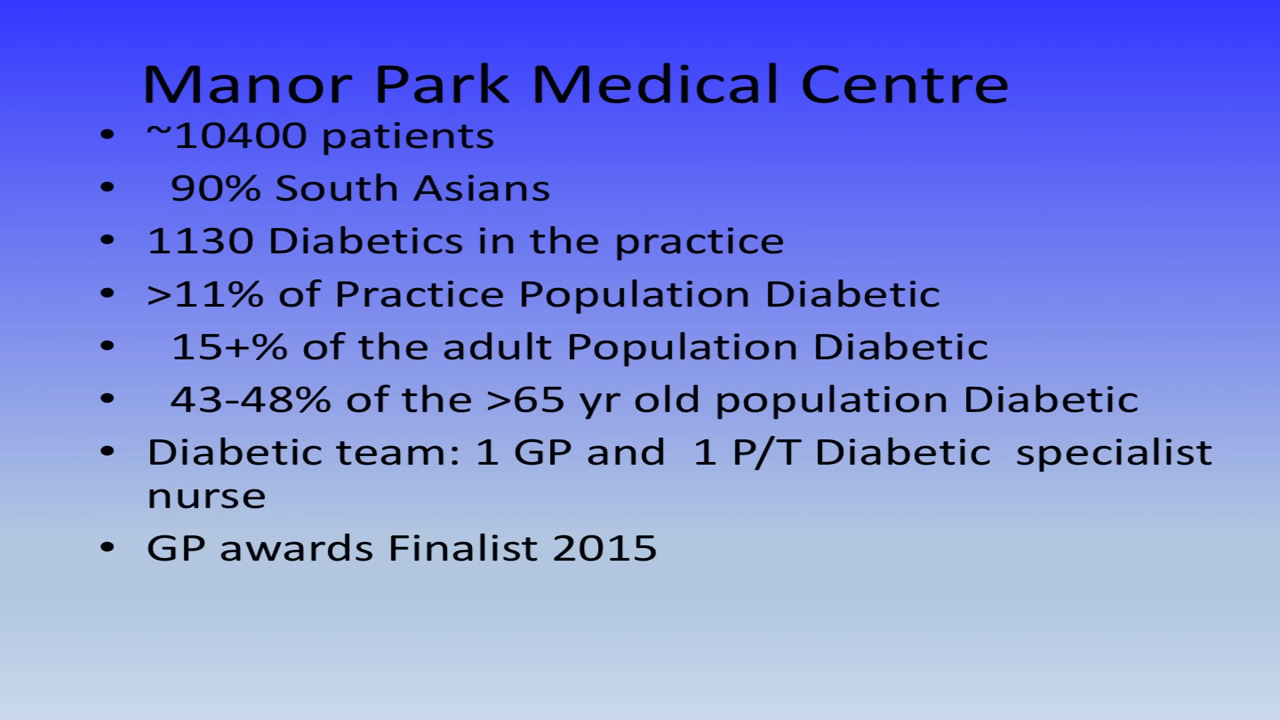 Manor Park Medical Centre
• ~10400 patients
• 90% South Asians
• 1130 Diabetics in the practice
• >11% of Practice Population Diabetic
• 15+% of the adult Population Diabetic
• 43-48% of the >65 yr old population Diabetic
• Diabetic team: 1 GP and 1 P/T Diabetic specialist
nurse
• GP awards Finalist 2015